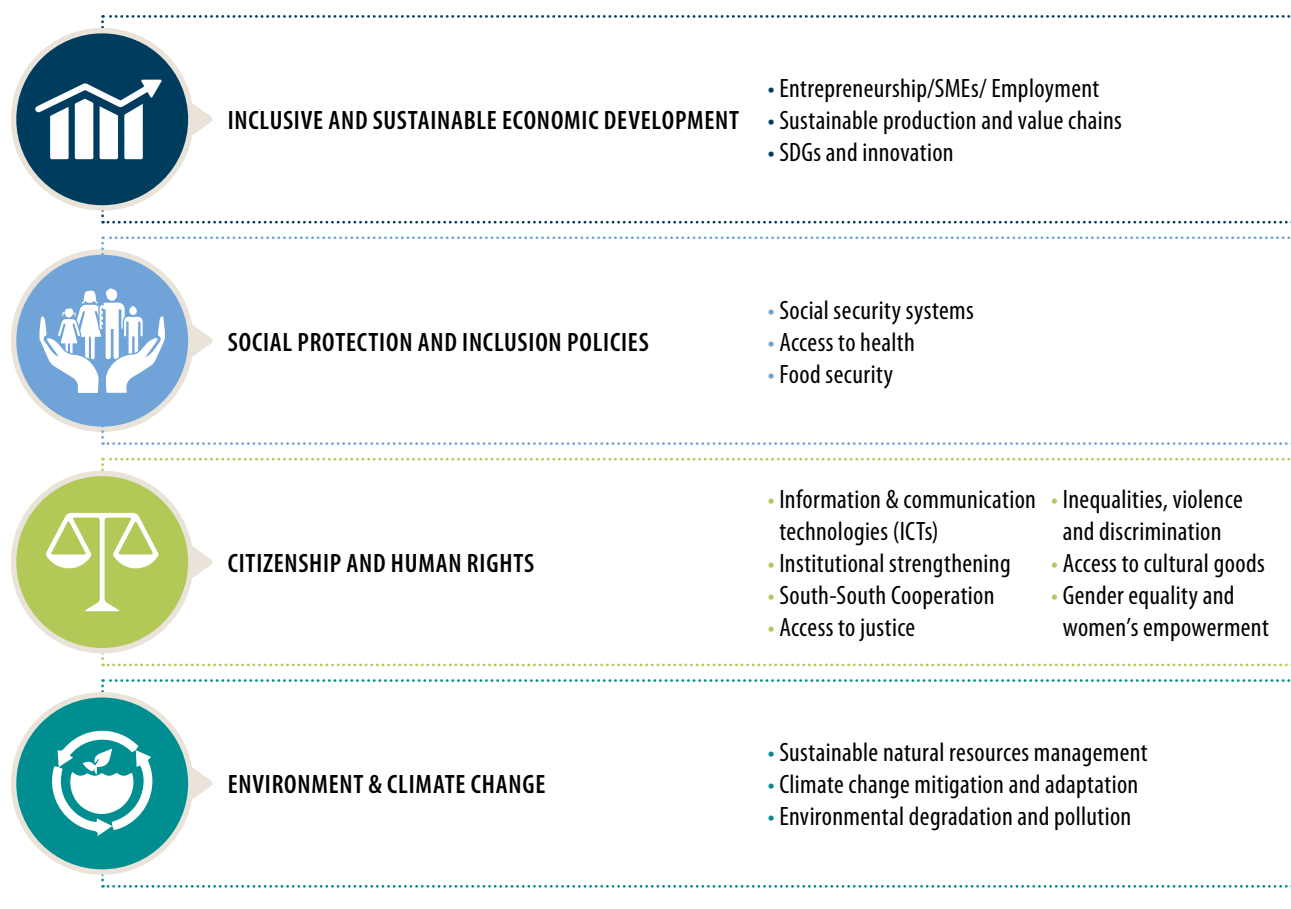 INCLUSIVE AND SUSTAINABLE ECONOMIC DEVELOPMENT
• Entrepreneurship/SMEs/ Employment
• Sustainable production and value chains
• SDGs and innovation
SOCIAL PROTECTION AND INCLUSION POLICIES
• Social security systems
• Access to health
• Food security
CITIZENSHIP AND HUMAN RIGHTS
• Information & communication
technologies (ICTs)
• Institutional strengthening
• South-South Cooperation
• Access to justice
• Inequalities, violence
and discrimination
• Access to cultural goods
• Gender equality and
women’s empowerment
ENVIRONMENT & CLIMATE CHANGE
• Sustainable natural resources management
• Climate change mitigation and adaptation
• Environmental degradation and pollution